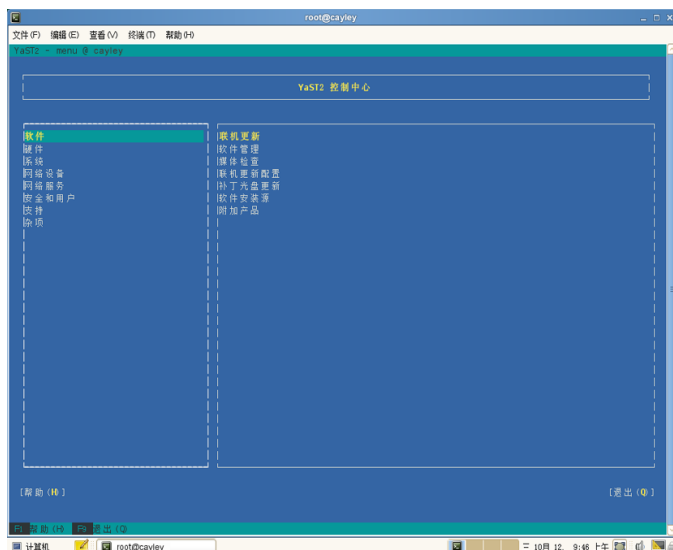 root@cayley
文件(F) 编辑(E) 查看(V) 终端(T) 帮助(H)
YaST2 - menu @ cayley
YaST2 控制中心
软件
硬件
系统
网络设备
网络服务
安全和用户
支持
杂项
联机更新
软件管理
媒体检查
联机更新配置
补丁光盘更新
软件安装源
附加产品
[帮助(H)] [退出(Q)]
F1 帮助(H) F9 退出(Q)
计算机 root@cayley 三 10月 12, 9:46 上午